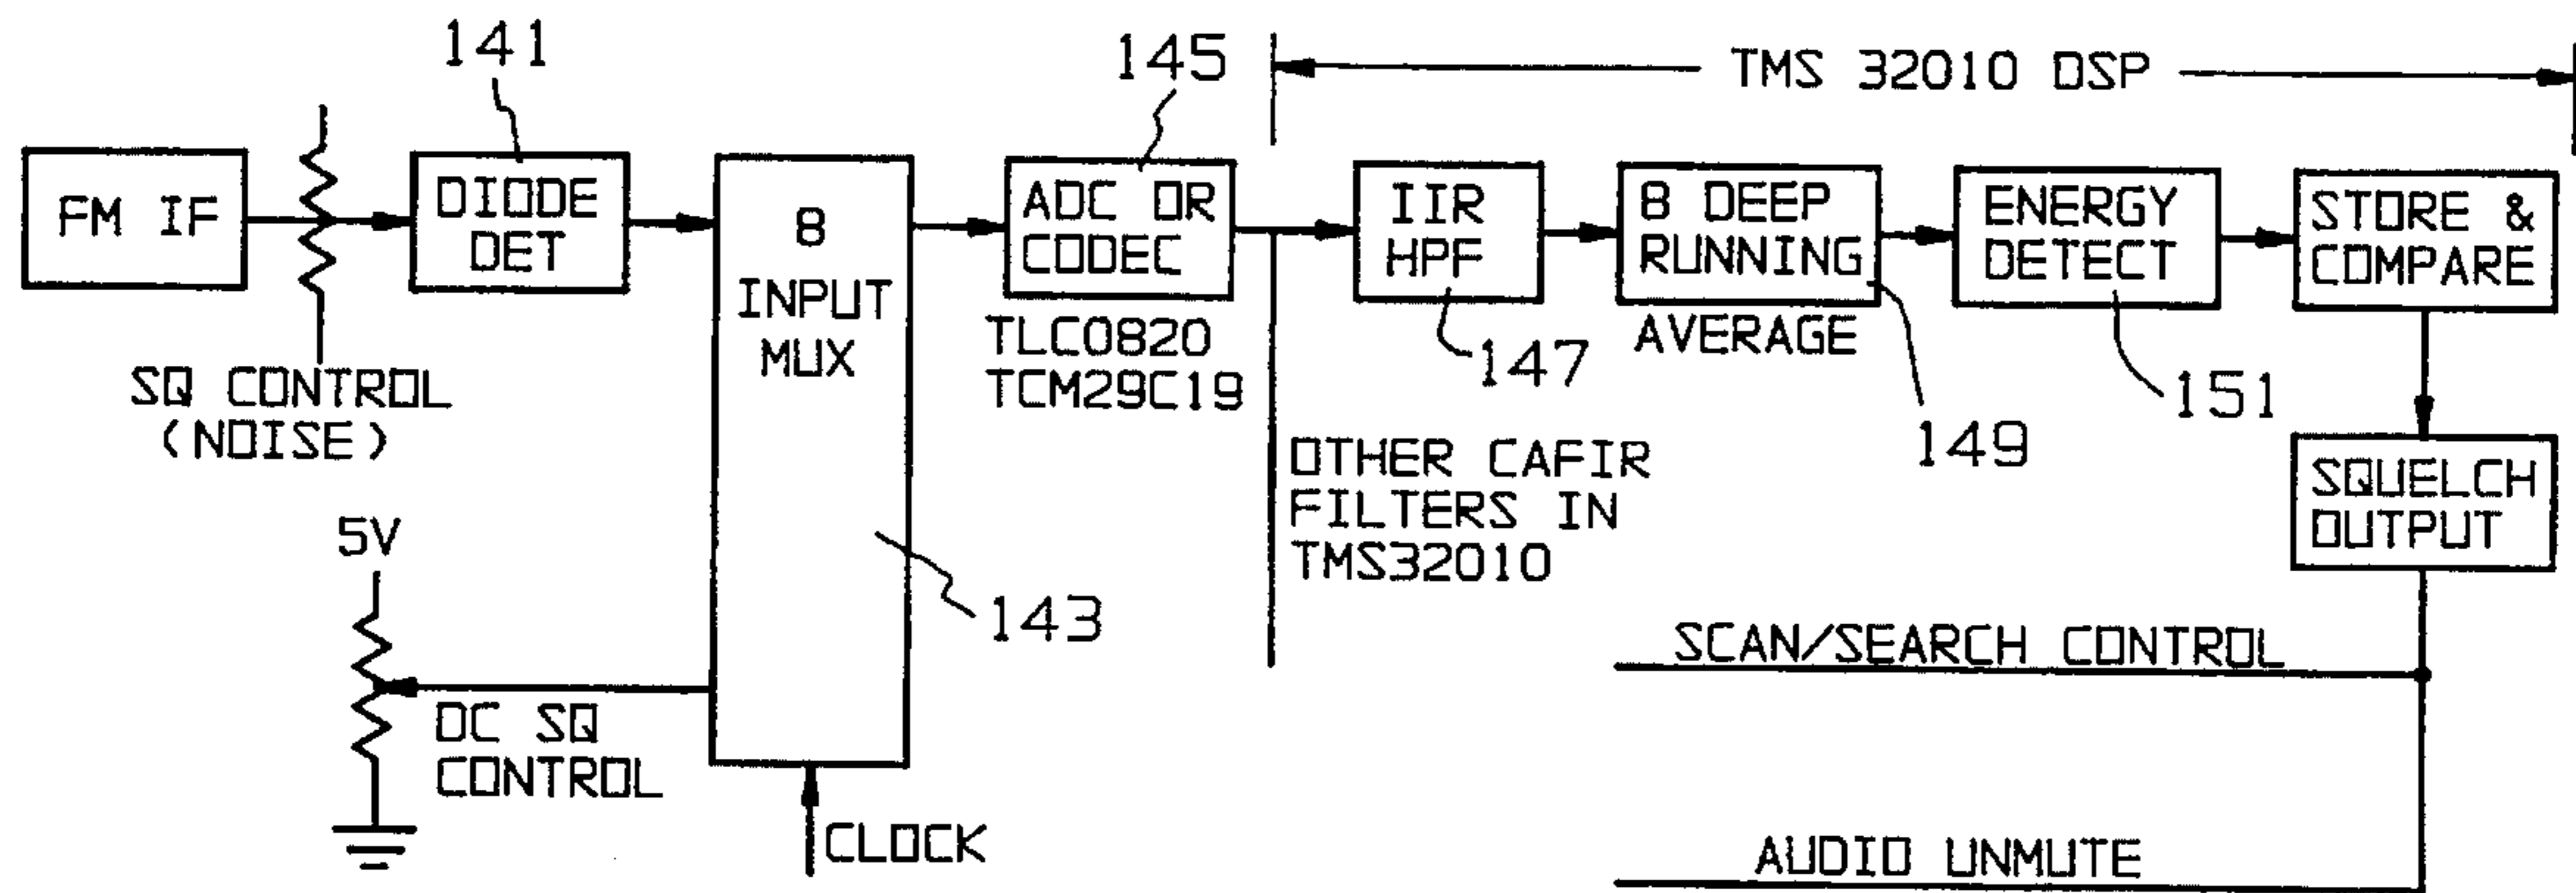 141
145
TMS 32010 DSP
FM IF
DIODE
DET
8
INPUT
MUX
ADC OR
CODEC
IIR
HPF
8 DEEP
RUNNING
AVERAGE
ENERGY
DETECT
STORE &
COMPARE
TLC0820
TCM29C19
147
149
151
SQ CONTROL
(NOISE)
OTHER CAFIR
FILTERS IN
TMS32010
SQUELCH
OUTPUT
5V
143
DC SQ
CONTROL
SCAN/SEARCH CONTROL
CLOCK
AUDIO UNMUTE